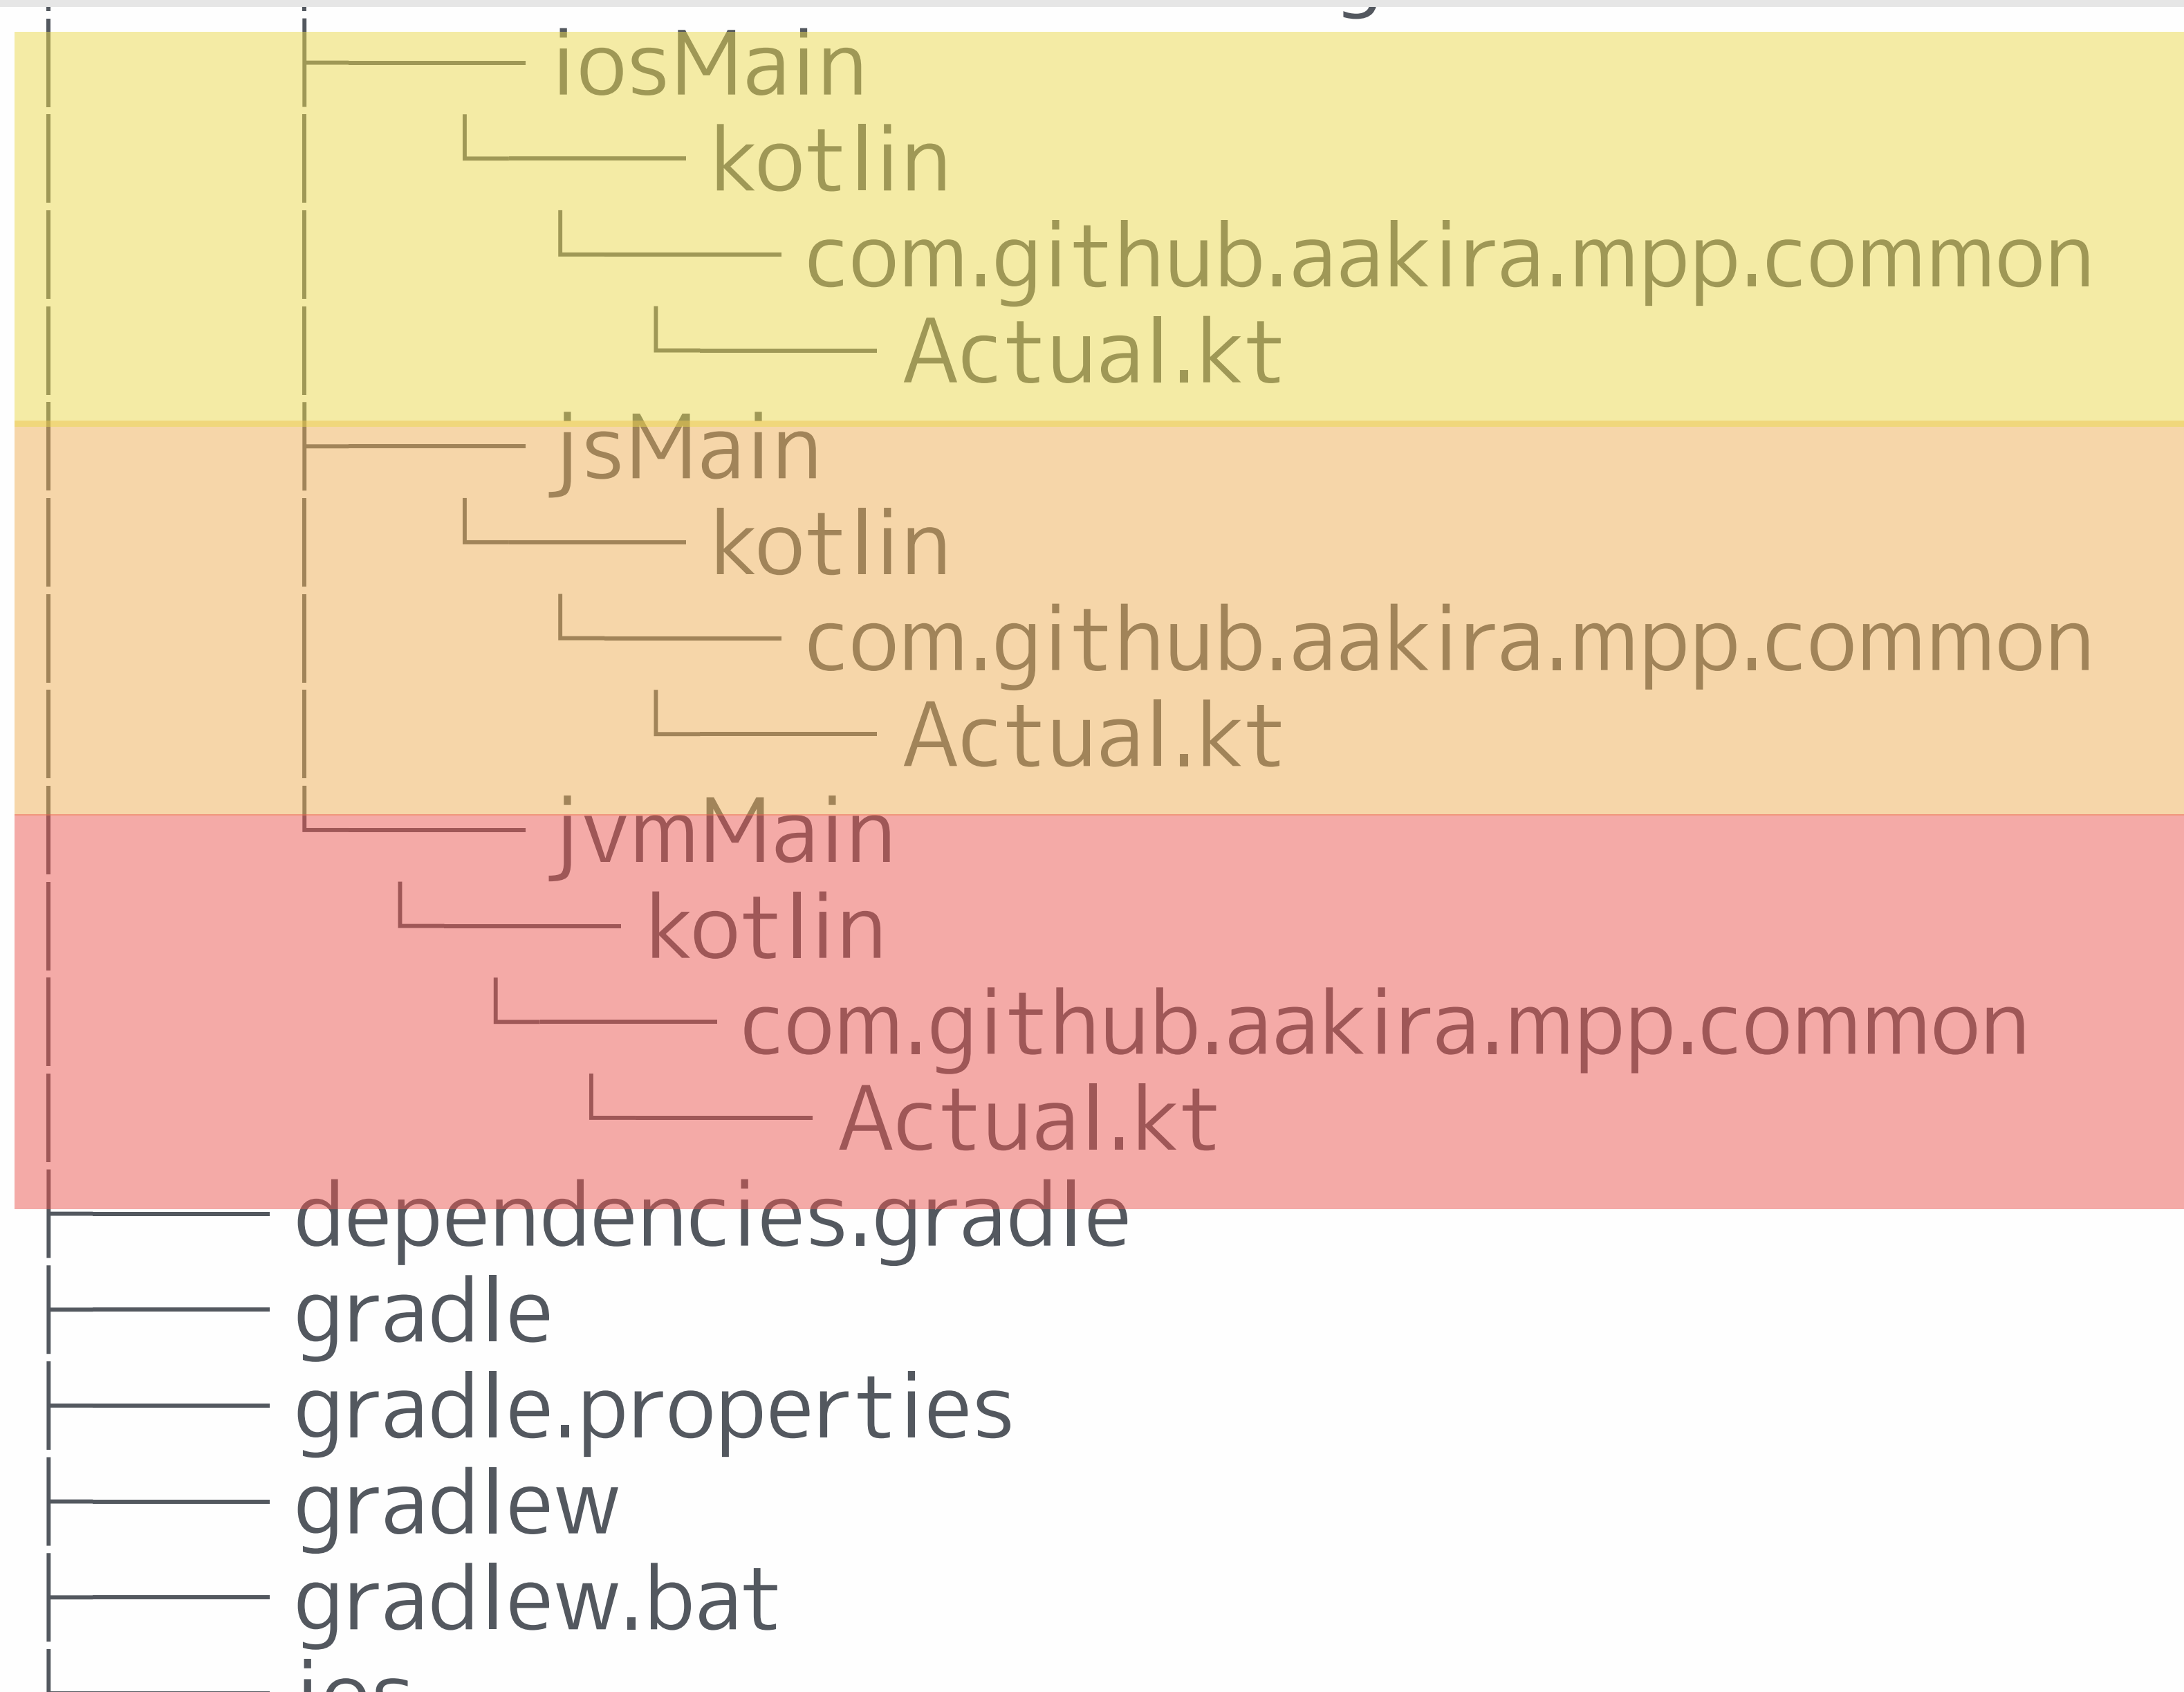 iosMain
kotlin
com.github.aakira.mpp.common
Actual.kt
jsMain
kotlin
com.github.aakira.mpp.common
Actual.kt
jvmMain
kotlin
com.github.aakira.mpp.common
Actual.kt
dependencies.gradle
gradle
gradle.properties
gradlew
gradlew.bat
ios